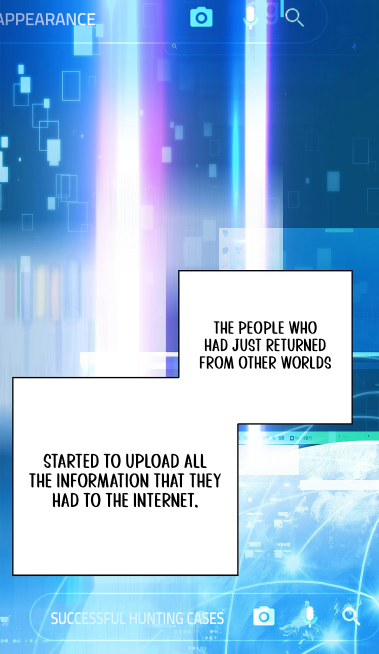 APPEARANCE
THE PEOPLE WHO
HAD JUST RETURNED
FROM OTHER WORLDS
STARTED TO UPLOAD ALL
THE INFORMATION THAT THEY
HAD TO THE INTERNET.
SUCCESSFUL HUNTING CASES